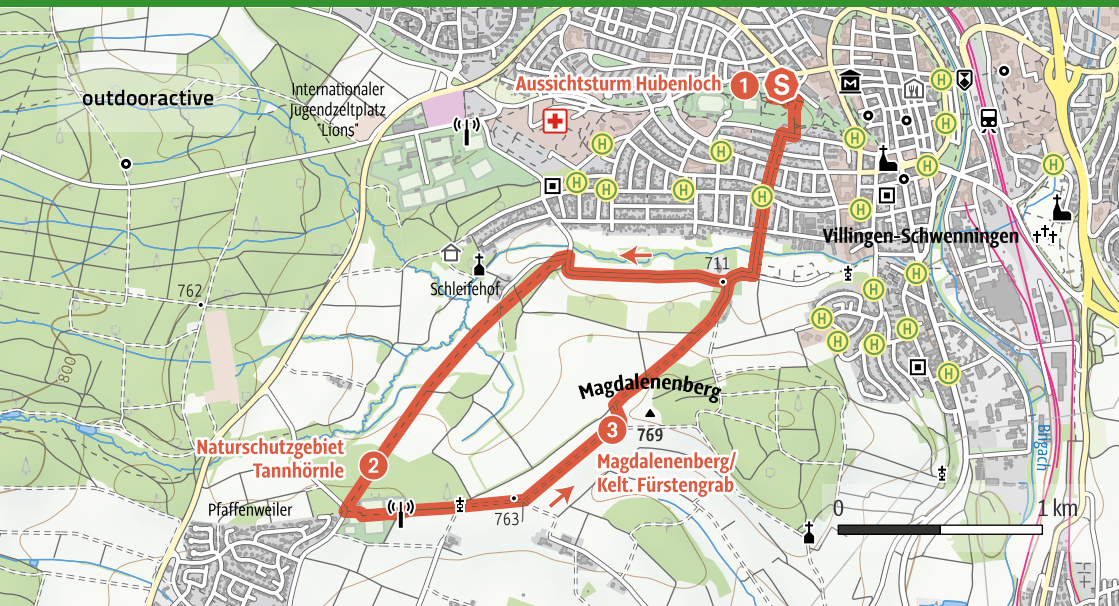 Aussichtsturm Hubenloch 1 S
outdooractive
Internationaler
Jugendzeltplatz
"Lions"
H
H
H
H
H
H
H
H
H
H
H
H
H
Villingen-Schwenningen
711
Schleifehof
762
H
H
H
H
H
H
H
800
Magdalenenberg
3
769
Magdalenenberg/
Kelt. Fürstengrab
Naturschutzgebiet
Tannhörnle 2
Brigach
Pfaffenweiler
763
0 1 km